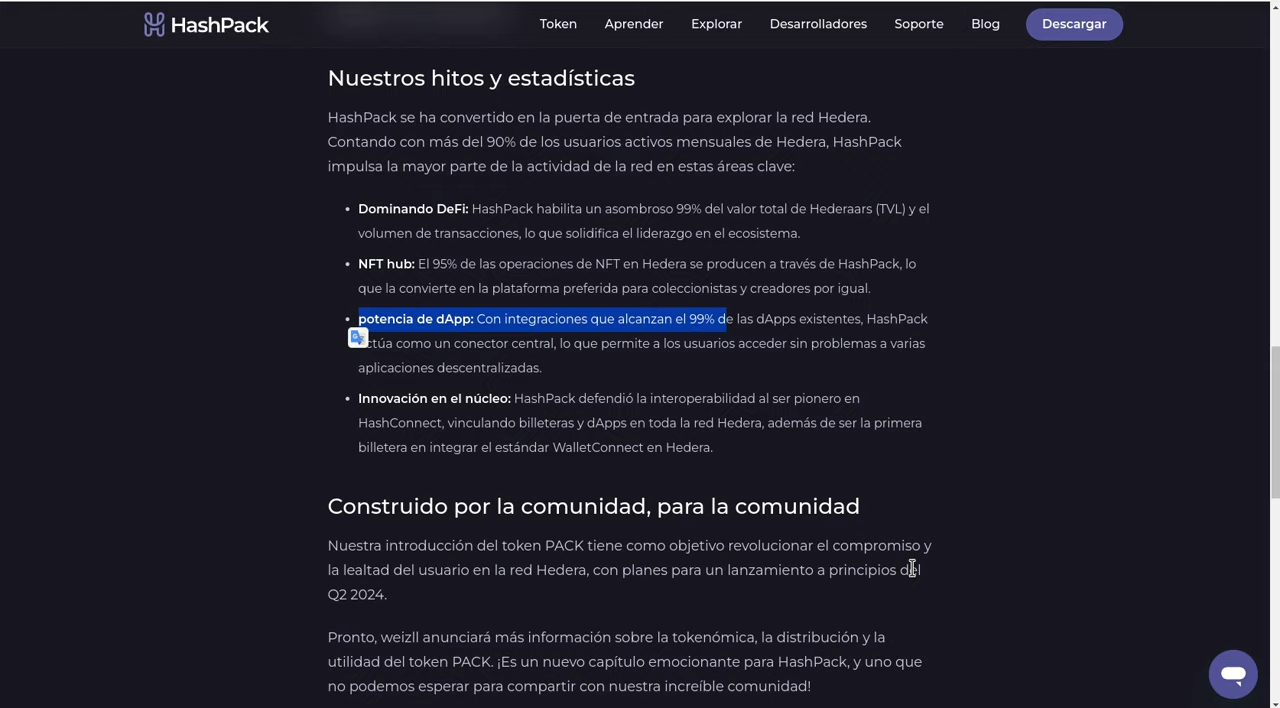 HashPack
Token Aprender Explorar Desarrolladores Soporte Blog Descargar
Nuestros hitos y estadísticas
HashPack se ha convertido en la puerta de entrada para explorar la red Hedera.
Contando con más del 90% de los usuarios activos mensuales de Hedera, HashPack
impulsa la mayor parte de la actividad de la red en estas áreas clave:
• Dominando DeFi: HashPack habilita un asombroso 99% del valor total de Hederaars (TVL) y el
volumen de transacciones, lo que solidifica el liderazgo en el ecosistema.
• NFT hub: El 95% de las operaciones de NFT en Hedera se producen a través de HashPack, lo
que la convierte en la plataforma preferida para coleccionistas y creadores por igual.
• potencia de dApp: Con integraciones que alcanzan el 99% de las dApps existentes, HashPack
ctúa como un conector central, lo que permite a los usuarios acceder sin problemas a varias
aplicaciones descentralizadas.
• Innovación en el núcleo: HashPack defendió la interoperabilidad al ser pionero en
HashConnect, vinculando billeteras y dApps en toda la red Hedera, además de ser la primera
billetera en integrar el estándar WalletConnect en Hedera.
Construido por la comunidad, para la comunidad
Nuestra introducción del token PACK tiene como objetivo revolucionar el compromiso y
la lealtad del usuario en la red Hedera, con planes para un lanzamiento a principios del
Q2 2024.
Pronto, weizll anunciará más información sobre la tokenómica, la distribución y la
utilidad del token PACK. ¡Es un nuevo capítulo emocionante para HashPack, y uno que
no podemos esperar para compartir con nuestra increíble comunidad!